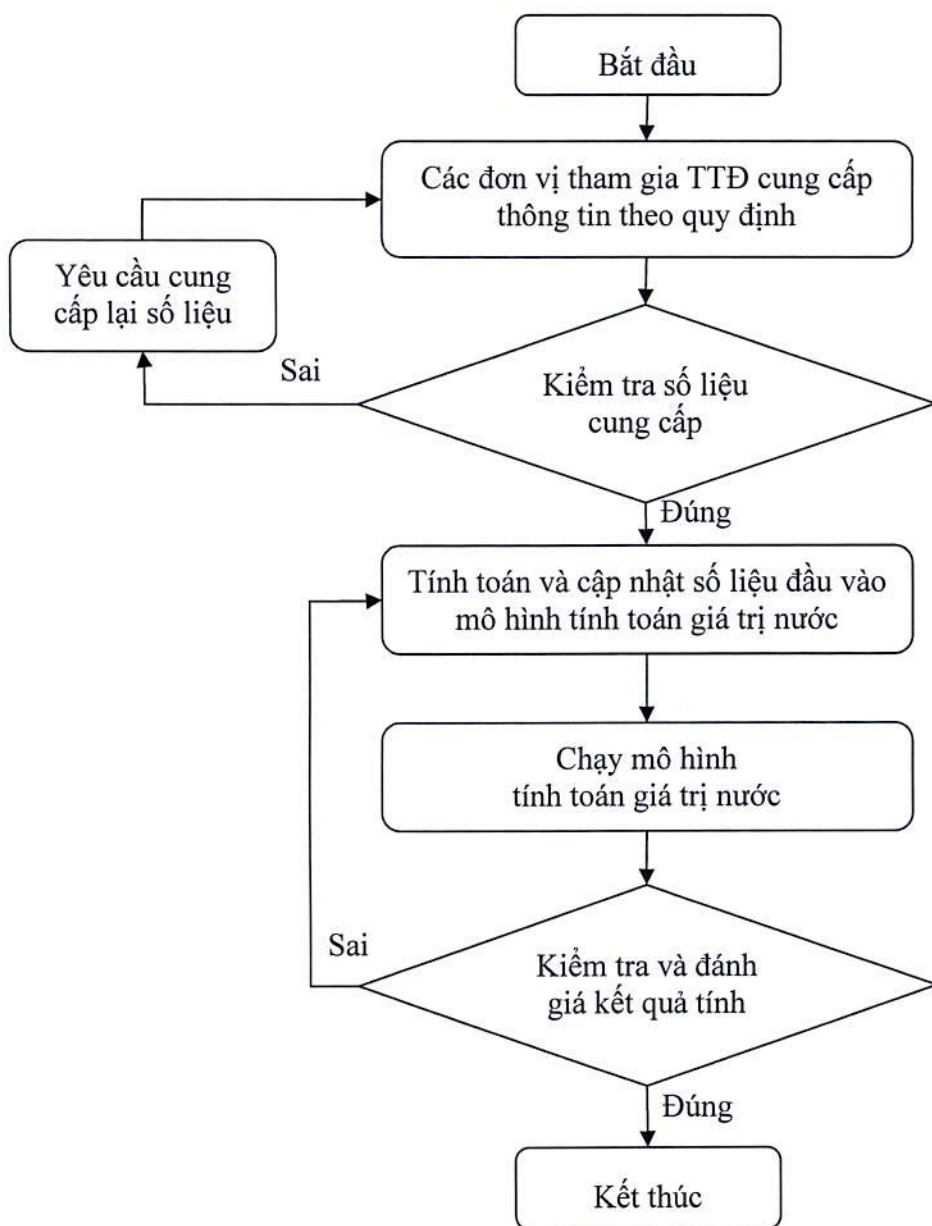 Bắt đầu
Các đơn vị tham gia TTĐ cung cấp
thông tin theo quy định
Yêu cầu cung
cấp lại số liệu
Sai
Kiểm tra số liệu
cung cấp
Đúng
Tính toán và cập nhật số liệu đầu vào
mô hình tính toán giá trị nước
Chạy mô hình
tính toán giá trị nước
Sai
Kiểm tra và đánh
giá kết quả tính
Đúng
Kết thúc